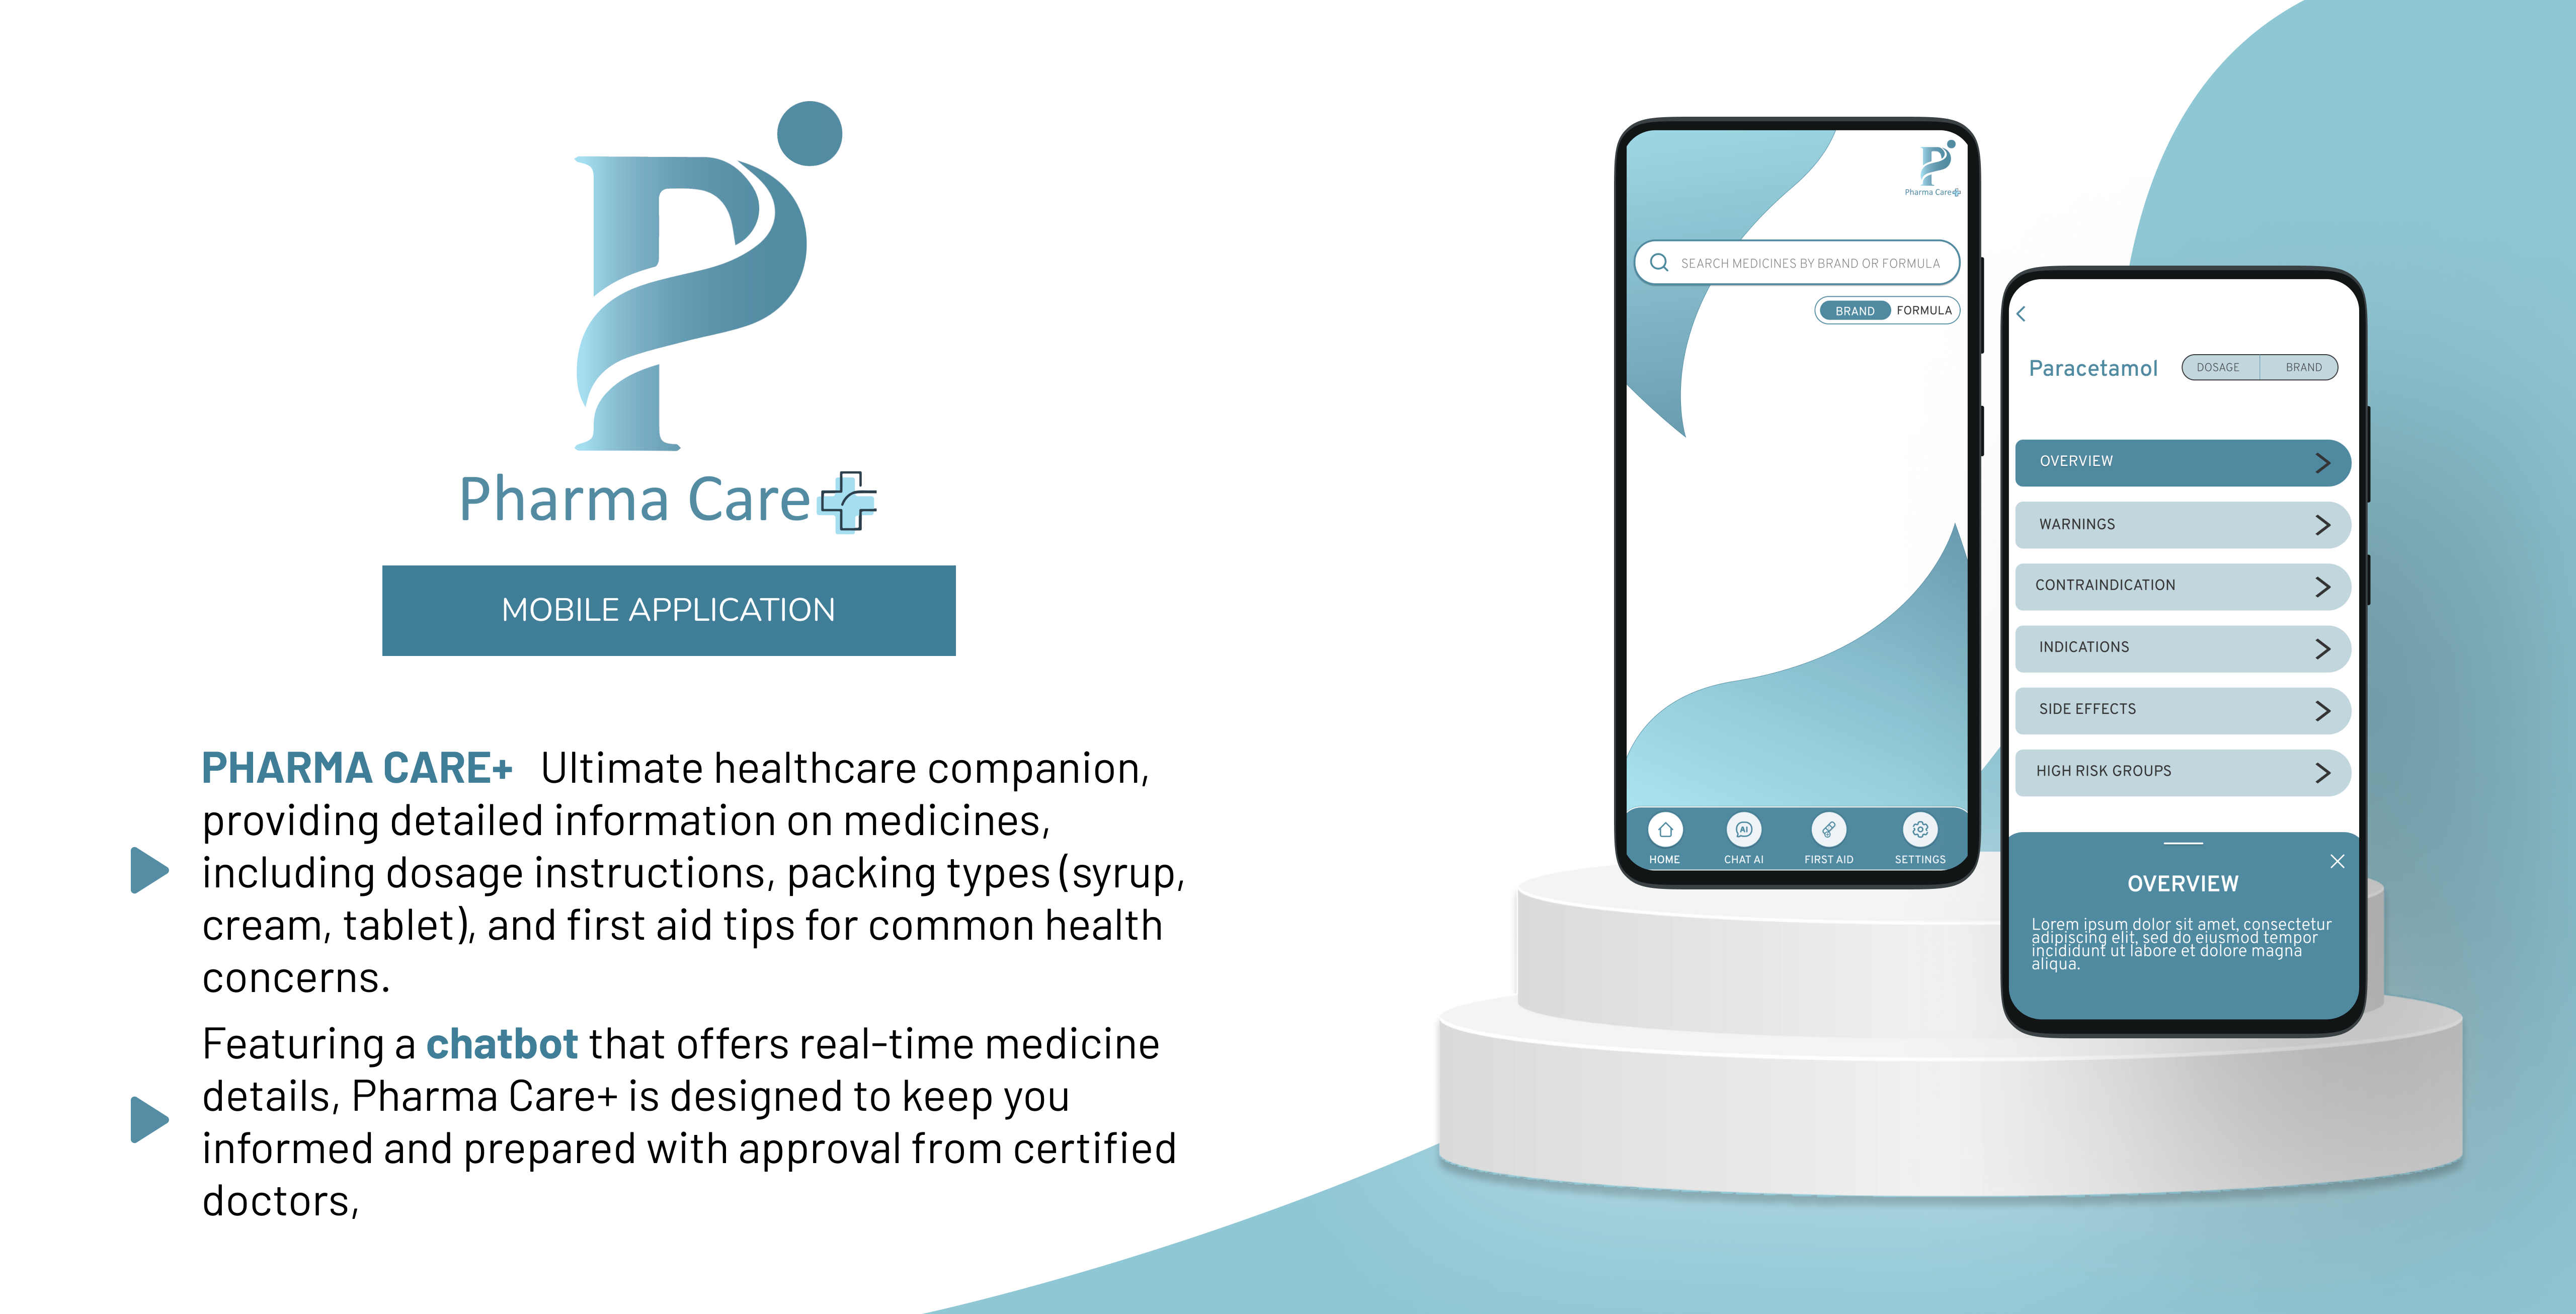 Pharma Care
MOBILE APPLICATION
PHARMA CARE+ Ultimate healthcare companion,
providing detailed information on medicines,
including dosage instructions, packing types (syrup,
cream, tablet), and first aid tips for common health
concerns.
Featuring a chatbot that offers real-time medicine
details, Pharma Care+ is designed to keep you
informed and prepared with approval from certified
doctors,
P
Pharma Care
SEARCH MEDICINES BY BRAND OR FORMULA
BRAND FORMULA
AI
HOME CHAT AI FIRST AID SETTINGS
Paracetamol DOSAGE BRAND
OVERVIEW
WARNINGS
CONTRAINDICATION
INDICATIONS
SIDE EFFECTS
HIGH RISK GROUPS
OVERVIEW
Lorem ipsum dolor sit amet, consectetur
adipiscing elit, sed do eiusmod tempor
incididunt ut labore et dolore magna
aliqua.